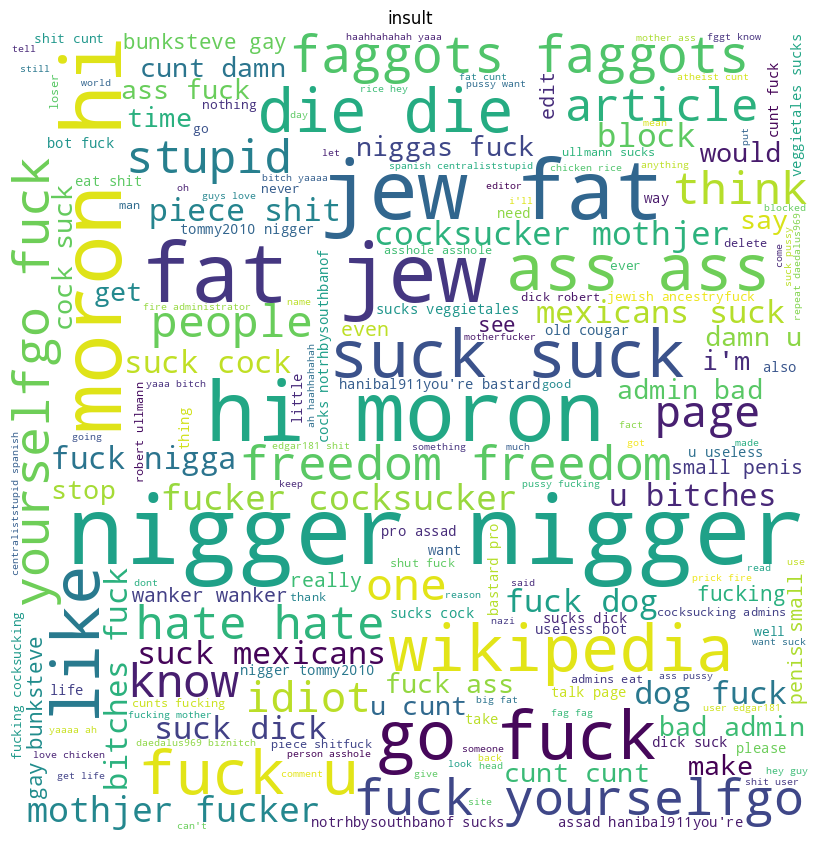 insult
shit cunt
bunksteve gay
haahhahahah yaaa
mother ass
fggt know
tell
faggots faggots
still
cunt damn
fat cunt
pussy want
atheist cunt
loser
world
ass fuck
rice hey
edit
cunt fuck
veggietales sucks
hi
time
nothing
die die
day
article
mean
put
go
block
bot fuck
stupid
let
niggas fuck
ullmann sucks
would
spanish centraliststupid
chicken rice
anything
eat shit
never
bitch yaaaa
oh
jew fat
think
man
guys love
editor
i'll
way
cock suck
piece shit
need
say
blocked
tommy2010 nigger
cocksucker mothjer
delete
come
suck pussy
repeat daedalus969
fat jew
asshole asshole
ever
ass ass
get
cocks notrhbysouthbanof
dick robert
jewish ancestryfuck
fire administrator
name
sucks veggietales
mexicans suck
people
even
motherfucker
see
old cougar
damn u
moron
yourselfgo fuck
suck cock
ah haahhahahah
suck suck
i'm
also
yaaa bitch
little
hanibal911you're bastard
good
admin bad
thing
hi moron
page
going
robert ullmann
fact
edgar181 shit
something
much
got
made
fuck nigga
freedom freedom
u useless
small penis
centraliststupid spanish
stop
keep
pussy fucking
fucker cocksucker
u bitches
nigger nigger
pro assad
shut fuck
want
bastard pro
dont
really
reason
said
read
use
like
wanker wanker
thank
one
prick fire
fucking
nazi
fuck dog
cocksucking admins
penis small
hate hate
sucks cock
sucks dick
useless bot
well
want suck
suck mexicans
wikipedia
fucking cocksucking
gay bunksteve
bitches fuck
know
nigger tommy2010
admins eat
ass pussy
life
cunts fucking
idiot
fuck ass
talk page
dog fuck
fucking mother
u cunt
big fat
fag fag
user edgar181
yaaaa ah
suck dick
take
go fuck
bad admin
please
daedaius969 biznitch
piece shitfuck
someone
dick suck
love chicken
person asshole
back
look
head
make
hey guy
get life
fuck u
comment
give
cunt cunt
shit user
site
fuck yourselfgo
mothjer fucker
can't
notrhbysouthbanof sucks
assad hanibal911you're